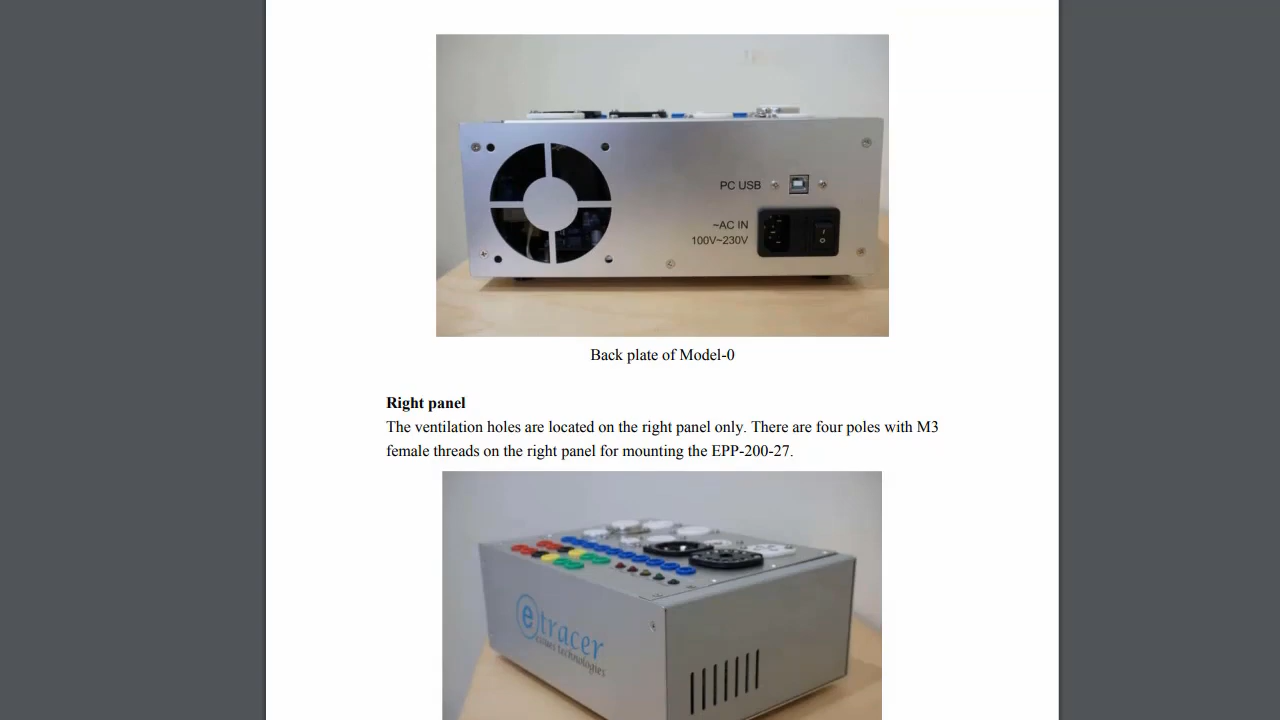 PC USB
~AC IN
100V~230V
I
O
Back plate of Model-0
Right panel
The ventilation holes are located on the right panel only. There are four poles with M3
female threads on the right panel for mounting the EPP-200-27.
etracer
essues technologies